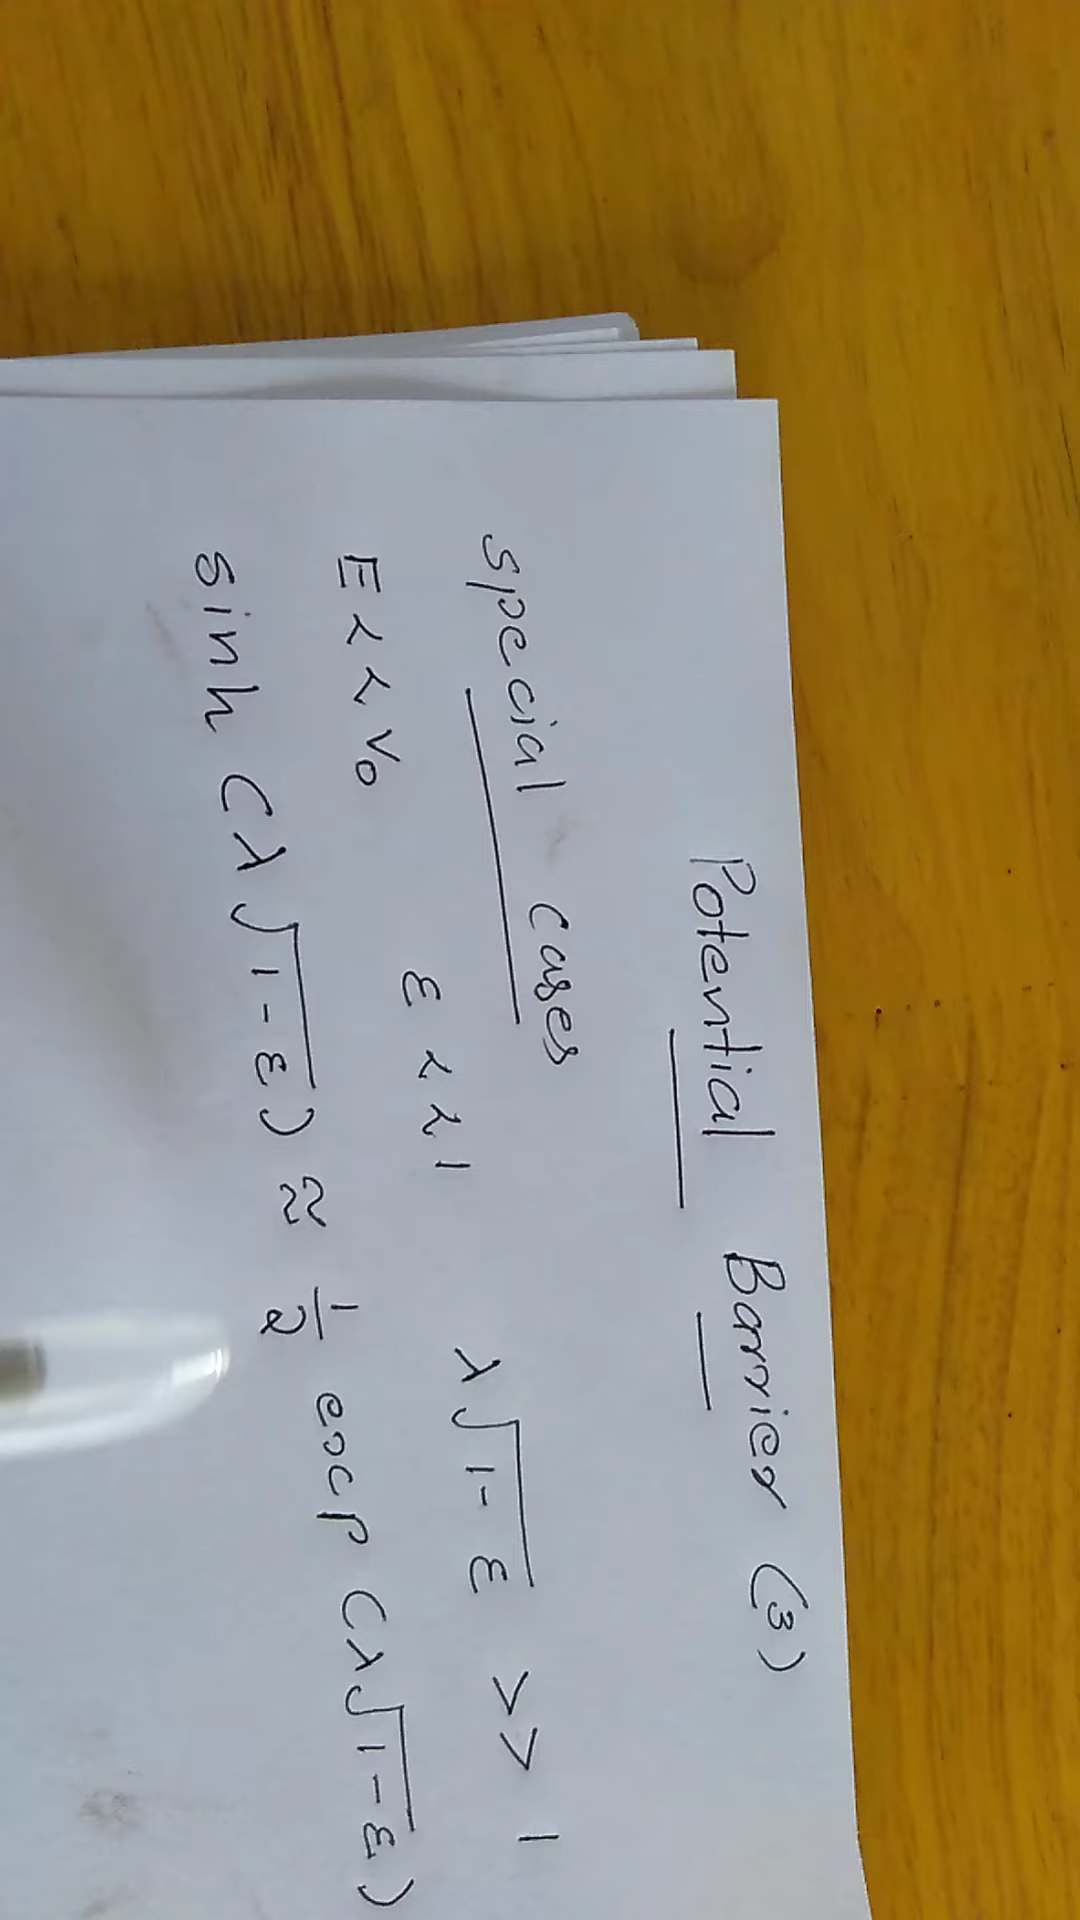 Potential Barrier (3)
Special Cases
E << V₀ ε << 1 λ√1-ε >> 1
sinh (λ√1-ε) ≈ 1/2 exp (λ√1-ε)